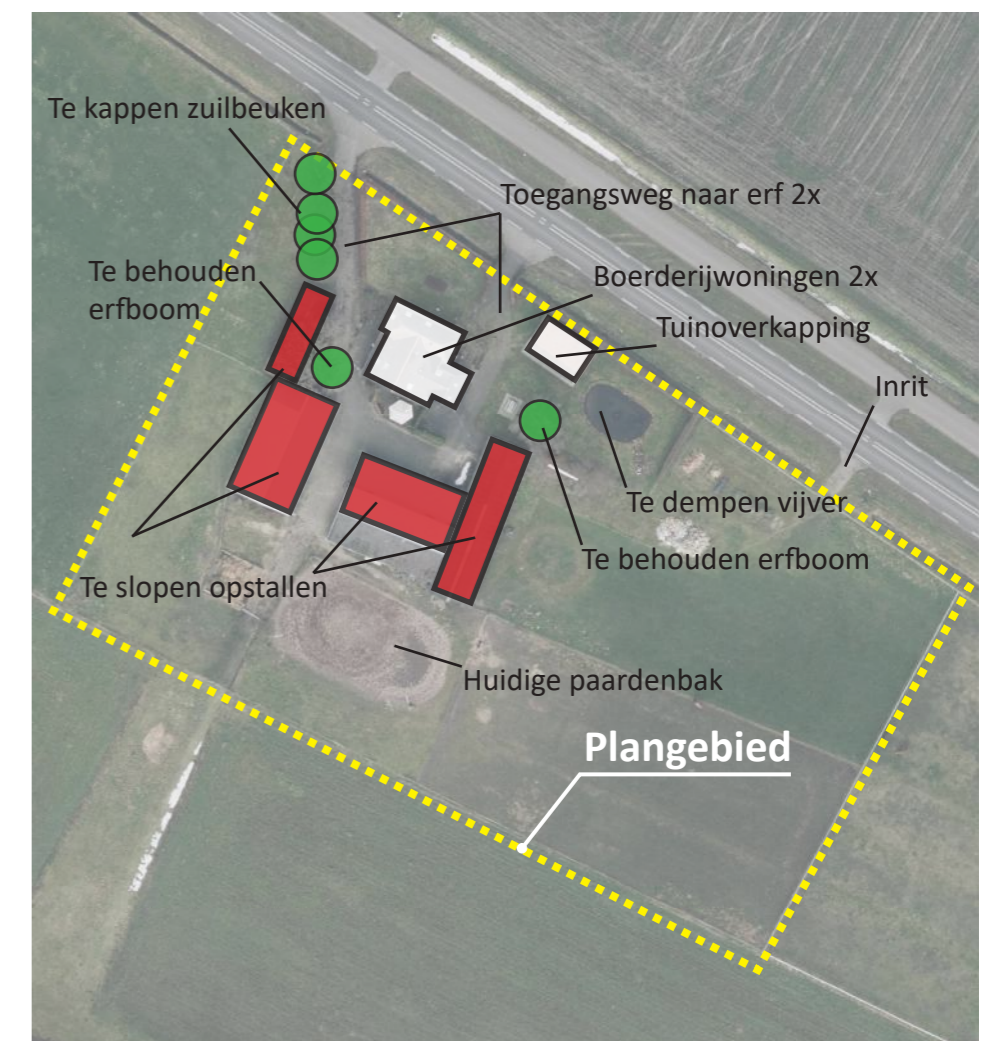 Te kappen zuilbeuken
Toegangsweg naar erf 2x
Te behouden
erfboom
Boerderijwoningen 2x
Tuinoverkapping
Inrit
Te dempen vijver
Te behouden erfboom
Te slopen opstallen
Huidige paardenbak
Plangebied